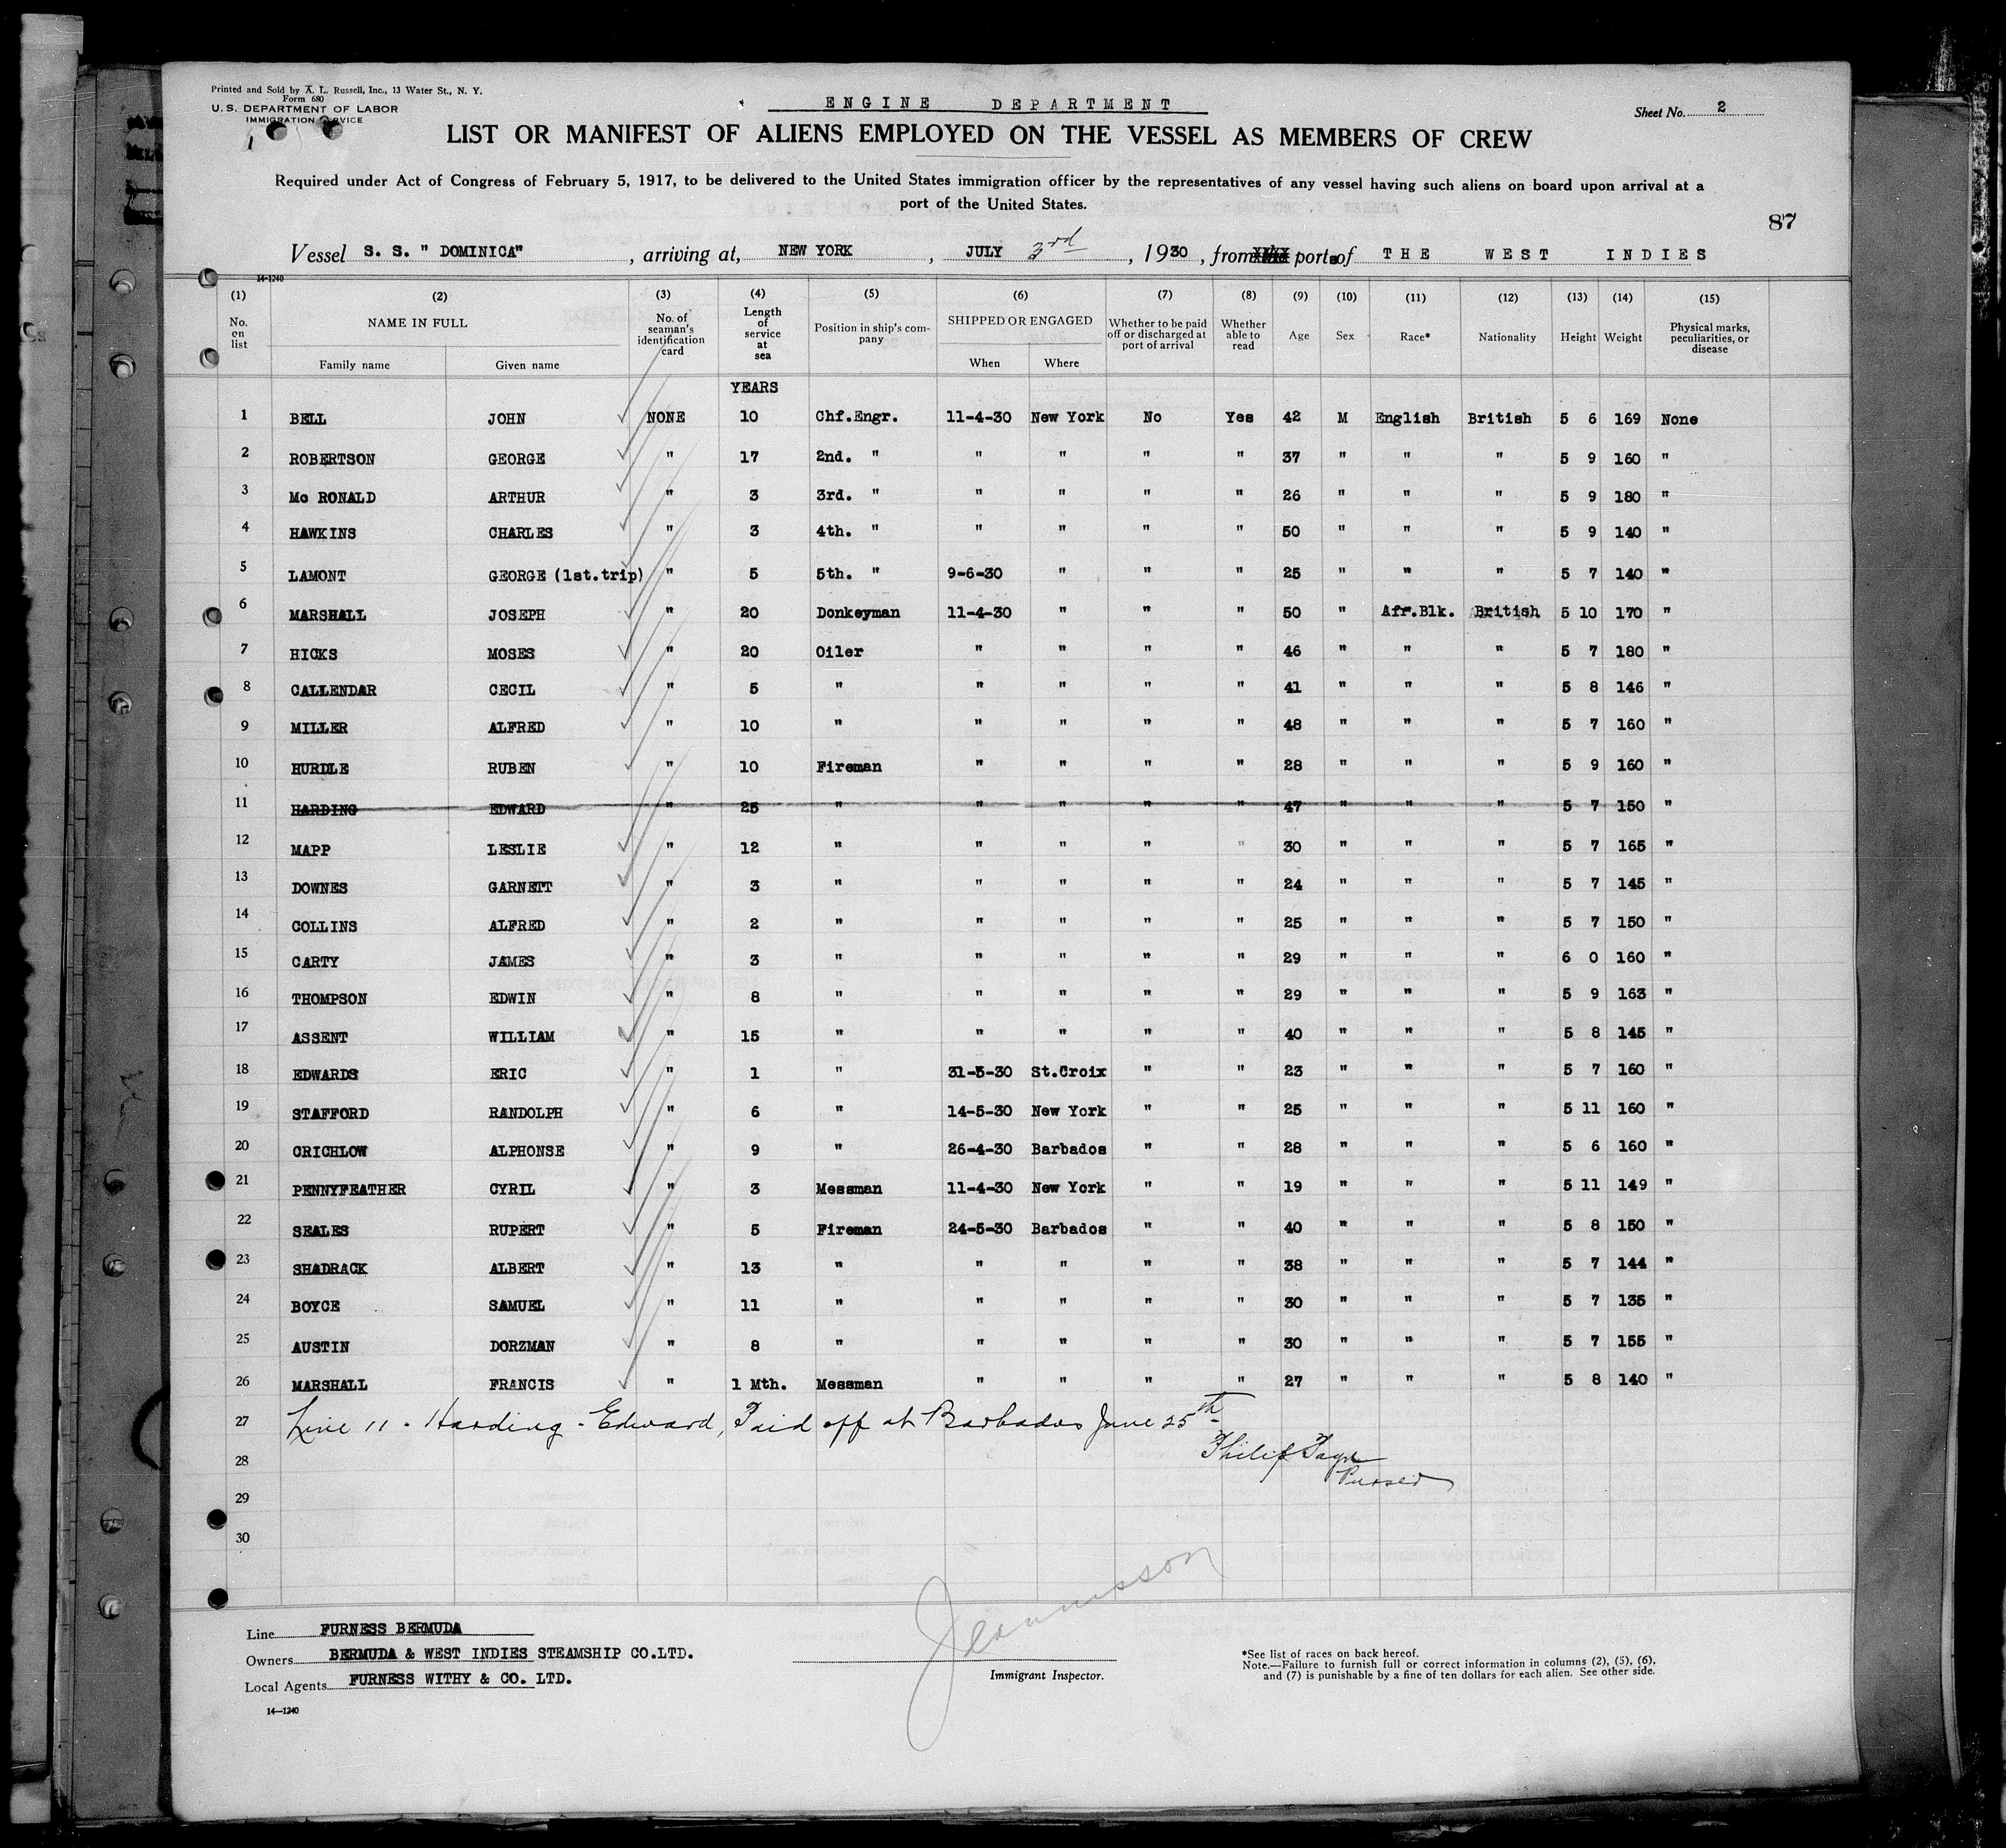 Printed and Sold by A. L. Russell, Inc., 13 Water St., N. Y.
Form 680
U. S. DEPARTMENT OF LABOR
IMMIGRATION SERVICE
ENGINE DEPARTMENT
Sheet No. 2
LIST OR MANIFEST OF ALIENS EMPLOYED ON THE VESSEL AS MEMBERS OF CREW
Required under Act of Congress of February 5, 1917, to be delivered to the United States immigration officer by the representatives of any vessel having such aliens on board upon arrival at a
port of the United States.
87
Vessel S. S. "DOMINICA", arriving at, NEW YORK, JULY 3rd, 1930, from ports of THE WEST INDIES
14-1240
(1) (2) (3) (4) (5) (6) (7) (8) (9) (10) (11) (12) (13) (14) (15)
No. on list NAME IN FULL Family name Given name No. of seaman's identification card Length of service at sea Position in ship's company SHIPPED OR ENGAGED When Where Whether to be paid off or discharged at port of arrival Whether able to read Age Sex Race* Nationality Height Weight Physical marks, peculiarities, or disease
YEARS
1 BELL JOHN NONE 10 Chf.Engr. 11-4-30 New York No Yes 42 M English British 5 6 169 None
2 ROBERTSON GEORGE " 17 2nd. " " " " " 37 " " " 5 9 160 "
3 Mc RONALD ARTHUR " 3 3rd. " " " " " 26 " " " 5 9 180 "
4 HAWKINS CHARLES " 3 4th. " " " " " 50 " " " 5 9 140 "
5 LAMONT GEORGE (1st.trip) " 5 5th. " 9-6-30 " " " 25 " " " 5 7 140 "
6 MARSHALL JOSEPH " 20 Donkeyman 11-4-30 " " " 50 " Afr.Blk. British 5 10 170 "
7 HICKS MOSES " 20 Oiler " " " " 46 " " " 5 7 180 "
8 CALLENDAR CECIL " 5 " " " " " 41 " " " 5 8 146 "
9 MILLER ALFRED " 10 " " " " " 48 " " " 5 7 160 "
10 HURDLE RUBEN " 10 Fireman " " " " 28 " " " 5 9 160 "
11 HARDING EDWARD " 25 " " " " " 47 " " " 5 7 150 "
12 MAPP LESLIE " 12 " " " " " 30 " " " 5 7 165 "
13 DOWNES GARNETT " 3 " " " " " 24 " " " 5 7 145 "
14 COLLINS ALFRED " 2 " " " " " 25 " " " 5 7 150 "
15 CARTY JAMES " 3 " " " " " 29 " " " 6 0 160 "
16 THOMPSON EDWIN " 8 " " " " " 29 " " " 5 9 163 "
17 ASSENT WILLIAM " 15 " " " " " 40 " " " 5 8 145 "
18 EDWARDS ERIC " 1 " 31-5-30 St.Croix " " 23 " " " 5 7 160 "
19 STAFFORD RANDOLPH " 6 " 14-5-30 New York " " 25 " " " 5 11 160 "
20 CRICHLOW ALPHONSE " 9 " 26-4-30 Barbados " " 28 " " " 5 6 160 "
21 PENNYFEATHER CYRIL " 3 Messman 11-4-30 New York " " 19 " " " 5 11 149 "
22 SEALES RUPERT " 5 Fireman 24-5-30 Barbados " " 40 " " " 5 8 150 "
23 SHADRACK ALBERT " 13 " " " " " 38 " " " 5 7 144 "
24 BOYCE SAMUEL " 11 " " " " " 30 " " " 5 7 135 "
25 AUSTIN DORZMAN " 8 " " " " " 30 " " " 5 7 155 "
26 MARSHALL FRANCIS " 1 Mth. Messman " " " " 27 " " " 5 8 140 "
27 Line 11 - Harding - Edward, Paid off at Barbados June 25th
28 Philip
Purser
29
30
Line FURNESS BERMUDA
Owners BERMUDA & WEST INDIES STEAMSHIP CO.LTD.
Local Agents FURNESS WITHY & CO. LTD.
14—1240
Immigrant Inspector.
*See list of races on back hereof.
Note.—Failure to furnish full or correct information in columns (2), (5), (6),
and (7) is punishable by a fine of ten dollars for each alien. See other side.